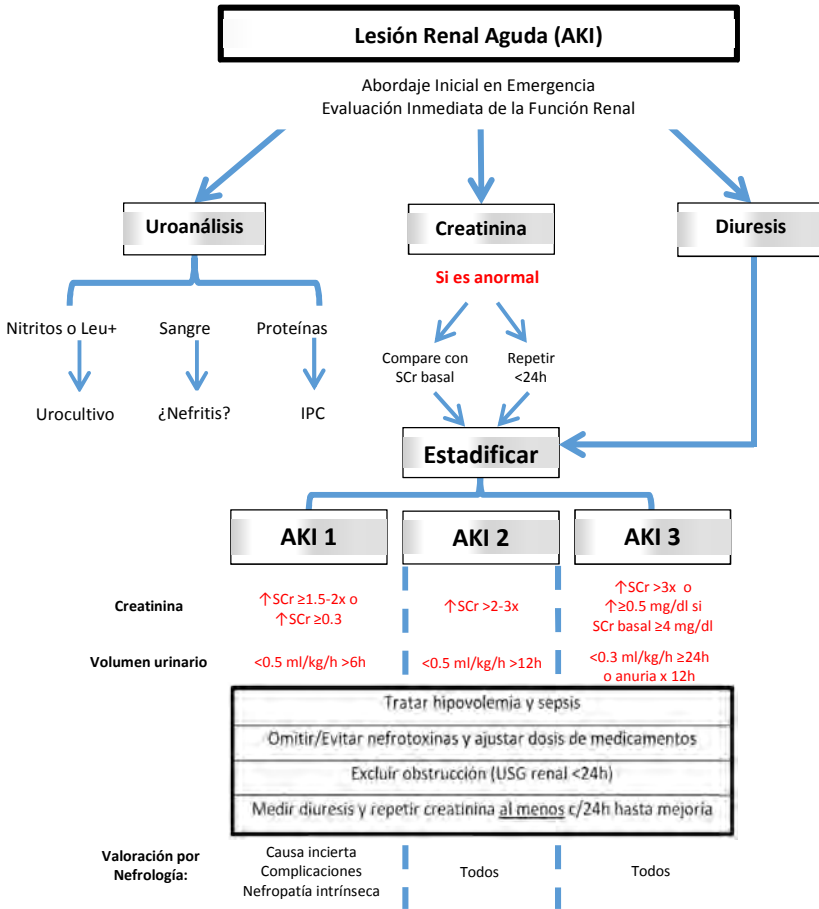 Lesión Renal Aguda (AKI)
Abordaje Inicial en Emergencia
Evaluación Inmediata de la Función Renal
Uroanálisis
Creatinina
Diuresis
Si es anormal
Nitritos o Leu+
Sangre
Proteínas
Compare con
SCr basal
Repetir
<24h
Urocultivo
¿Nefritis?
IPC
Estadificar
AKI 1
AKI 2
AKI 3
Creatinina
↑SCr ≥1.5-2x o
↑SCr ≥0.3
↑SCr >2-3x
↑SCr >3x o
↑≥0.5 mg/dl si
SCr basal ≥4 mg/dl
Volumen urinario
<0.5 ml/kg/h >6h
<0.5 ml/kg/h >12h
<0.3 ml/kg/h ≥24h
o anuria x 12h
Tratar hipovolemia y sepsis
Omitir/Evitar nefrotoxinas y ajustar dosis de medicamentos
Excluir obstrucción (USG renal <24h)
Medir diuresis y repetir creatinina al menos c/24h hasta mejoría
Valoración por
Nefrología:
Causa incierta
Complicaciones
Nefropatía intrínseca
Todos
Todos